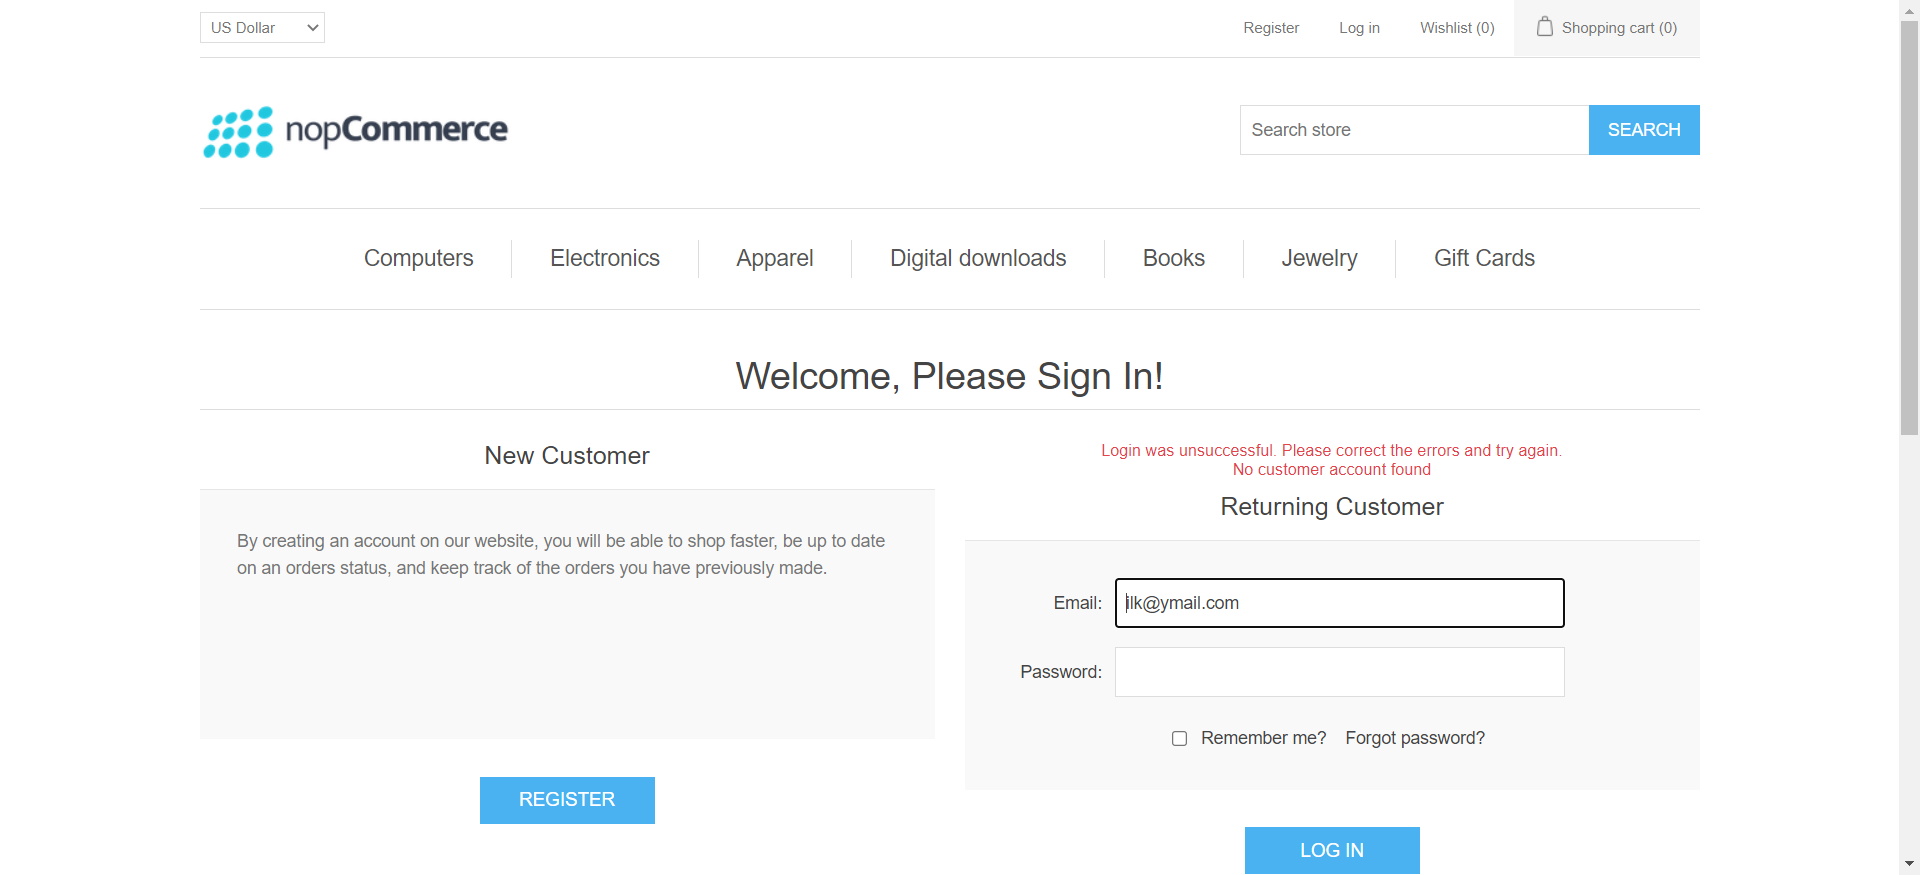 US Dollar
Register
Log in
Wishlist (0)
Shopping cart (0)
nopCommerce
Search store
SEARCH
Computers
Electronics
Apparel
Digital downloads
Books
Jewelry
Gift Cards
Welcome, Please Sign In!
New Customer
By creating an account on our website, you will be able to shop faster, be up to date
on an orders status, and keep track of the orders you have previously made.
REGISTER
Login was unsuccessful. Please correct the errors and try again.
No customer account found
Returning Customer
Email: ilk@ymail.com
Password:
Remember me? Forgot password?
LOG IN